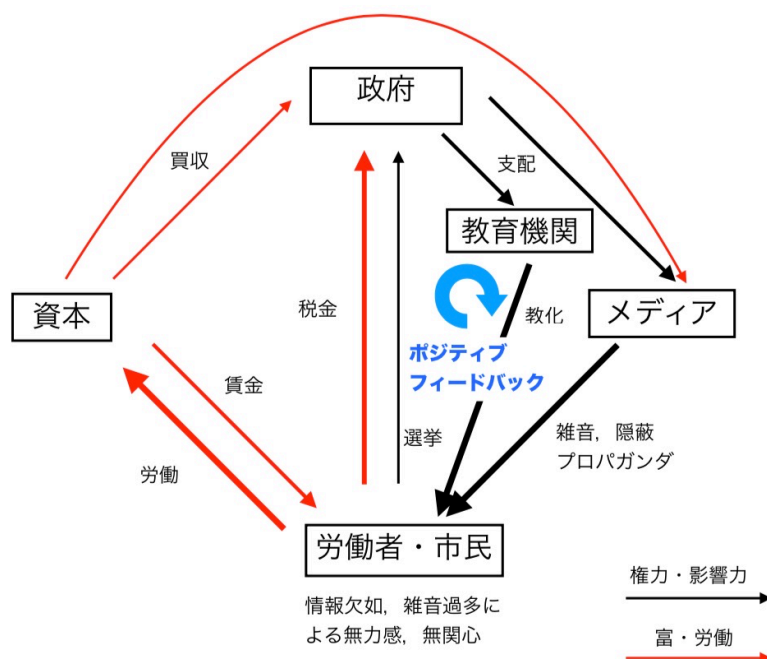 政府
買収
支配
教育機関
資本
税金
教化
メディア
ポジティブ
フィードバック
賃金
選挙
雑音，隠蔽
プロパガンダ
労働
労働者・市民
情報欠如，雑音過多に
よる無力感，無関心
権力・影響力
富・労働